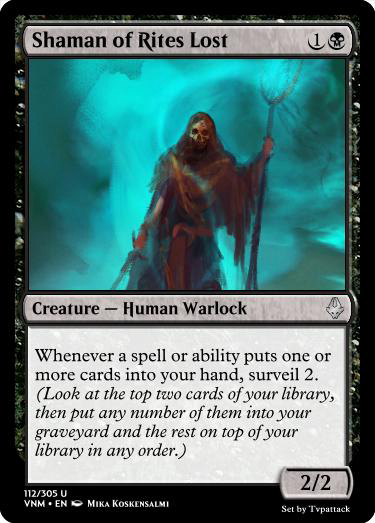 Shaman of Rites Lost 1
Creature — Human Warlock
Whenever a spell or ability puts one or
more cards into your hand, surveil 2.
(Look at the top two cards of your library,
then put any number of them into your
graveyard and the rest on top of your
library in any order.)
2/2
112/305 U
VNM • EN Mika Koskensalmi
Set by Tvpattack